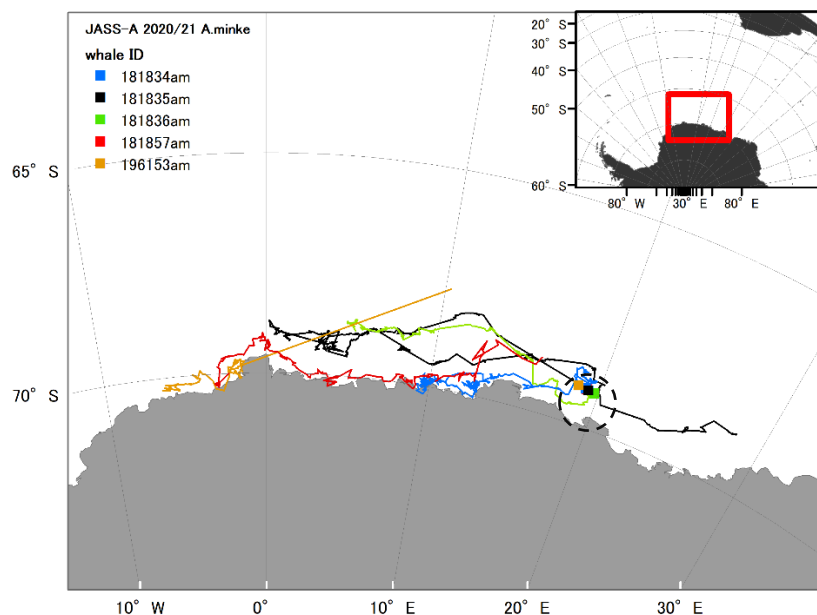 JASS-A 2020/21 A.minke
whale ID
181834am
181835am
181836am
181857am
196153am
20° S
30° S
40° S
50° S
60° S
80° W
30° E
80° E
65° S
70° S
10° W
0°
10° E
20° E
30° E